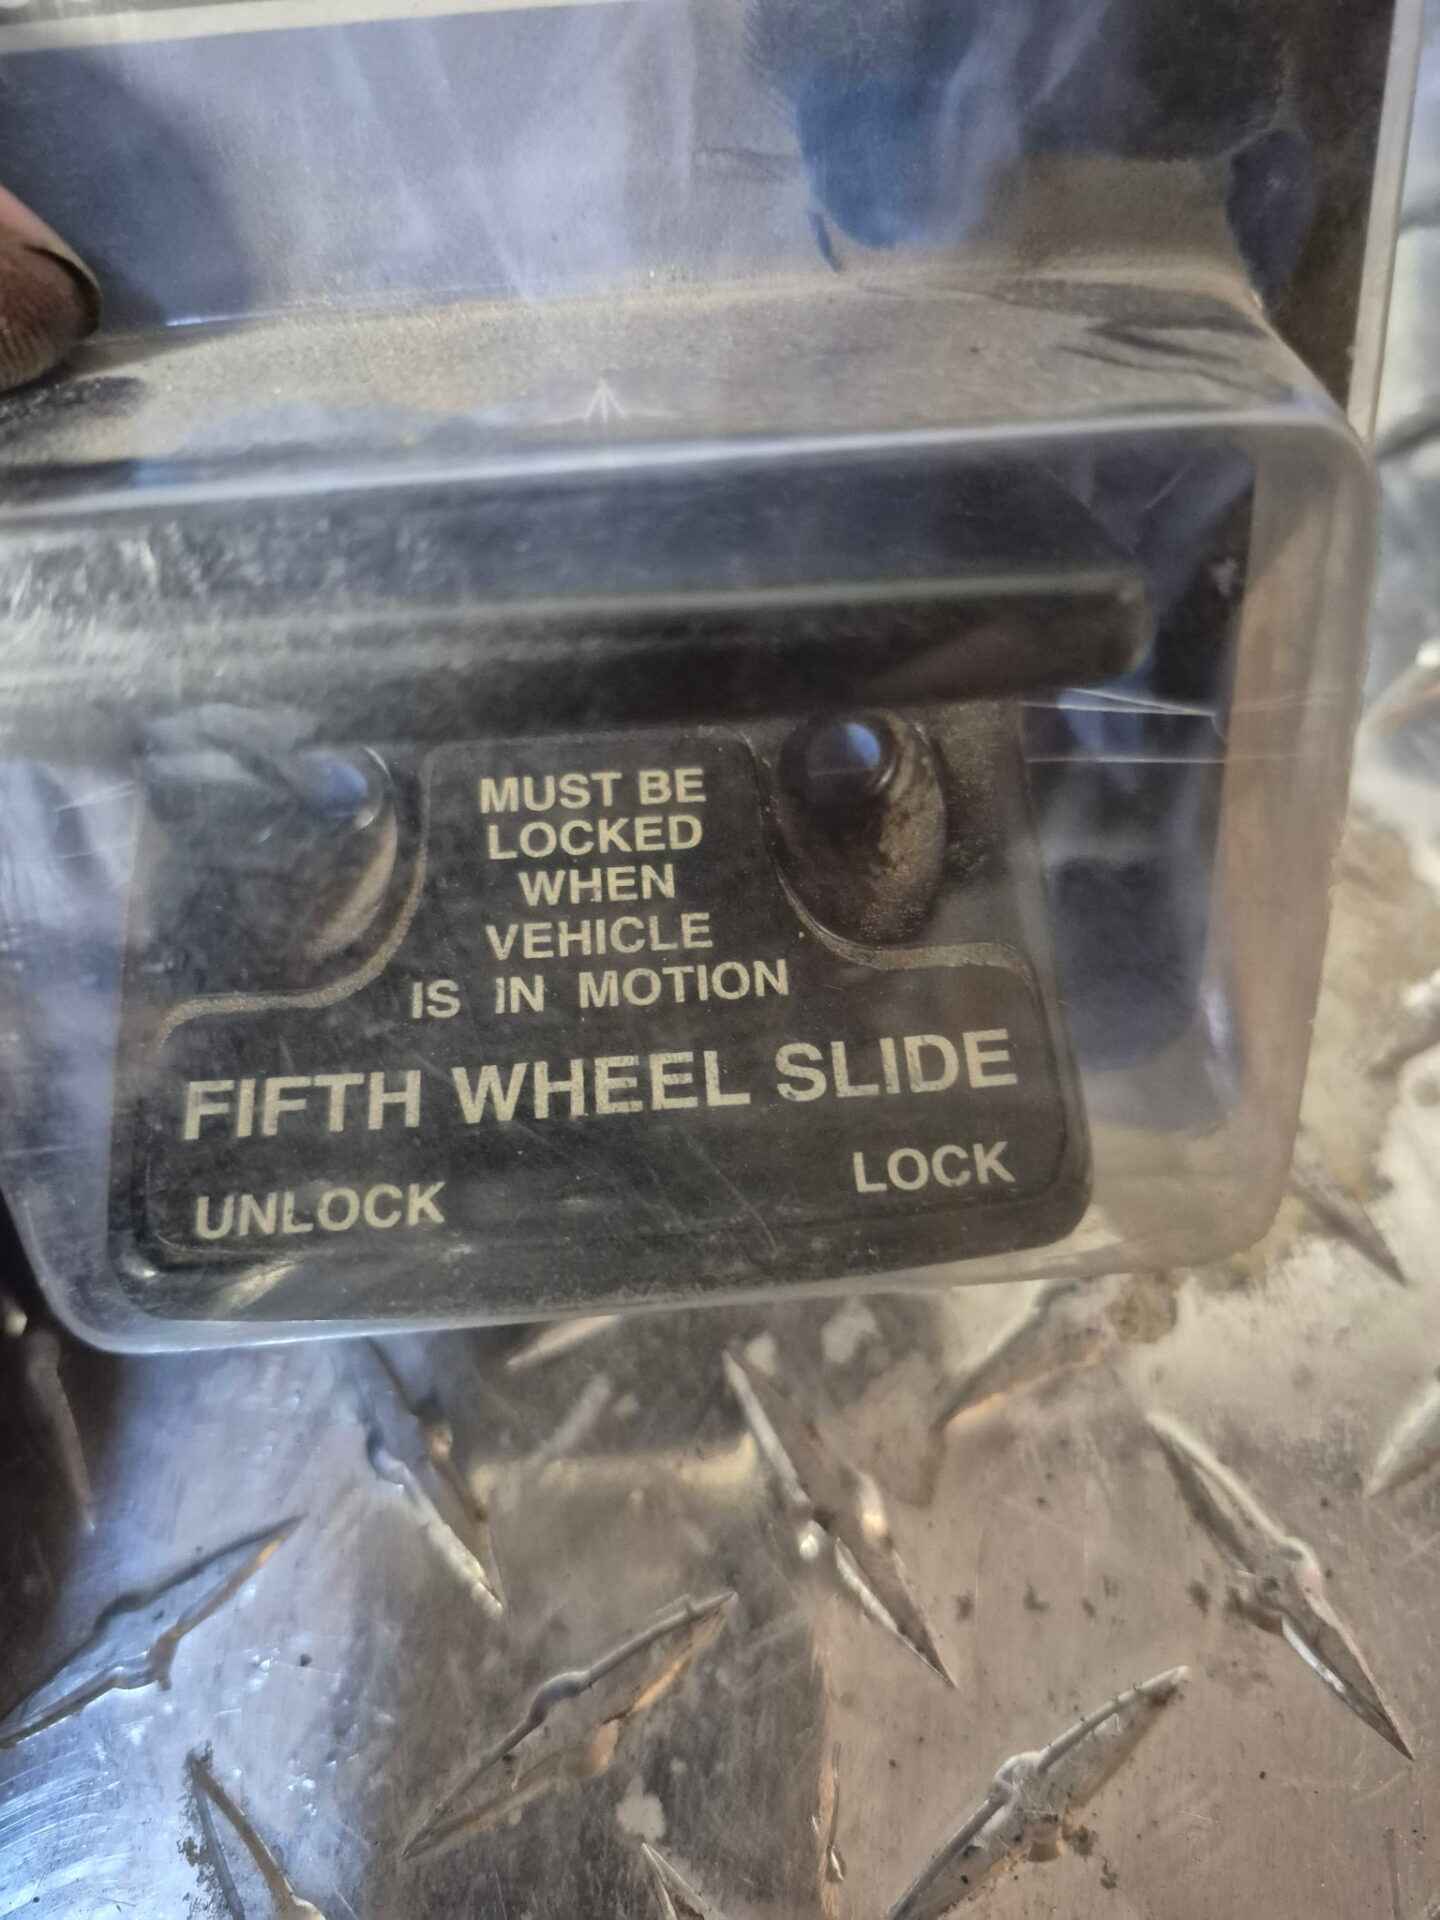 MUST BE
LOCKED
WHEN
VEHICLE
IS IN MOTION
FIFTH WHEEL SLIDE
UNLOCK LOCK